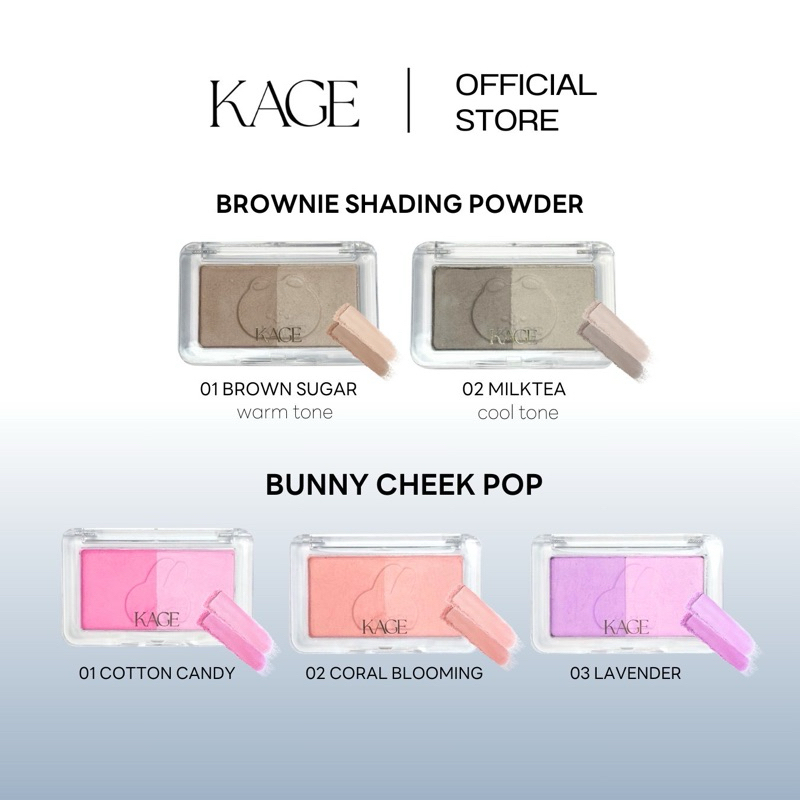 KAGE
OFFICIAL
STORE
BROWNIE SHADING POWDER
KAGE
KAGE
01 BROWN SUGAR
warm tone
02 MILKTEA
cool tone
BUNNY CHEEK POP
KAGE
KAGE
KAGE
01 COTTON CANDY
02 CORAL BLOOMING
03 LAVENDER